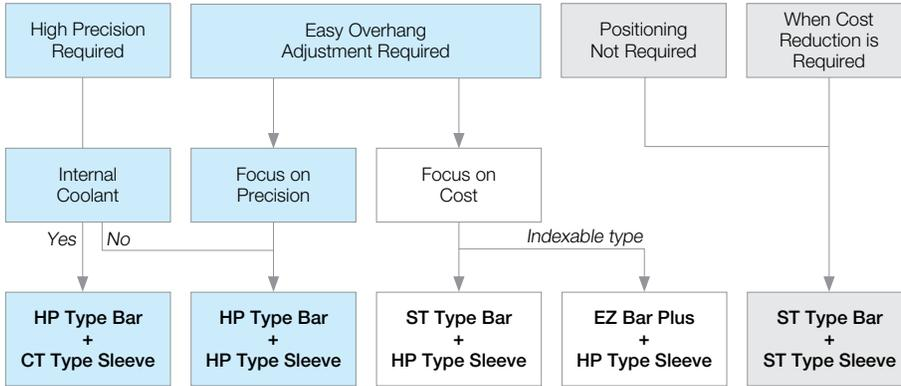 High Precision
Required
Easy Overhang
Adjustment Required
Positioning
Not Required
When Cost
Reduction is
Required
Internal
Coolant
Focus on
Precision
Focus on
Cost
Yes
No
Indexable type
HP Type Bar
+
CT Type Sleeve
HP Type Bar
+
HP Type Sleeve
ST Type Bar
+
HP Type Sleeve
EZ Bar Plus
+
HP Type Sleeve
ST Type Bar
+
ST Type Sleeve